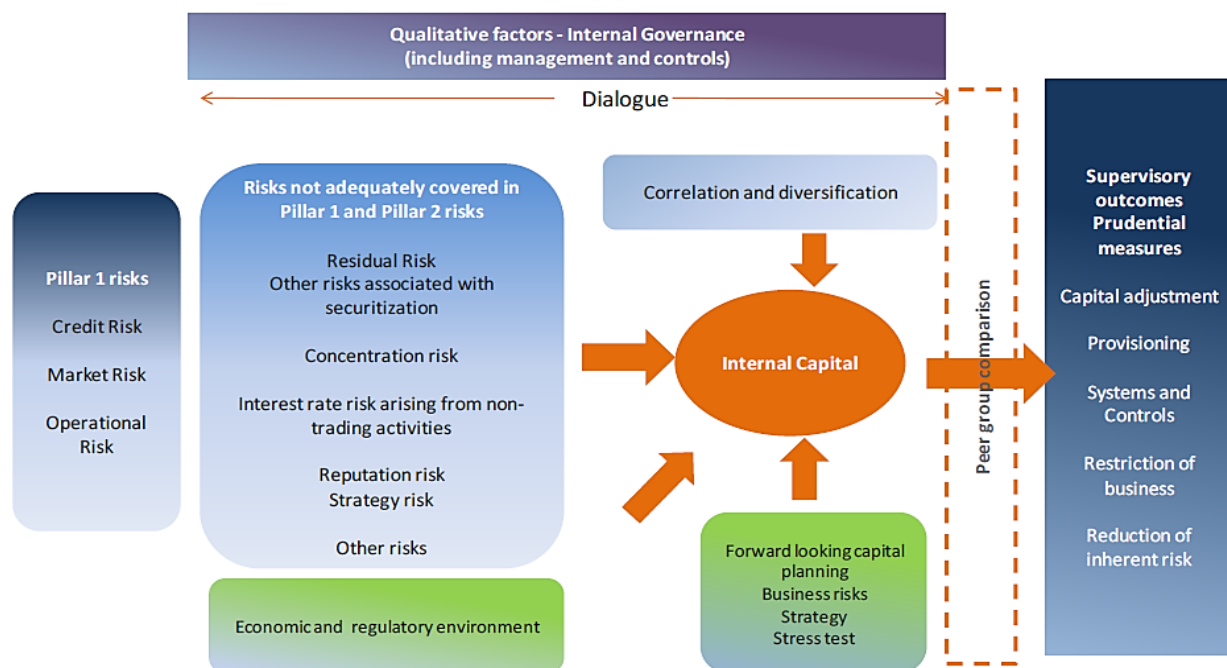 Qualitative factors - Internal Governance
(including management and controls)
Dialogue
Pillar 1 risks
Credit Risk
Market Risk
Operational
Risk
Risks not adequately covered in
Pillar 1 and Pillar 2 risks
Residual Risk
Other risks associated with
securitization
Concentration risk
Interest rate risk arising from non-
trading activities
Reputation risk
Strategy risk
Other risks
Economic and regulatory environment
Correlation and diversification
Internal Capital
Forward looking capital
planning
Business risks
Strategy
Stress test
Peer group comparison
Supervisory
outcomes
Prudential
measures
Capital adjustment
Provisioning
Systems and
Controls
Restriction of
business
Reduction of
inherent risk